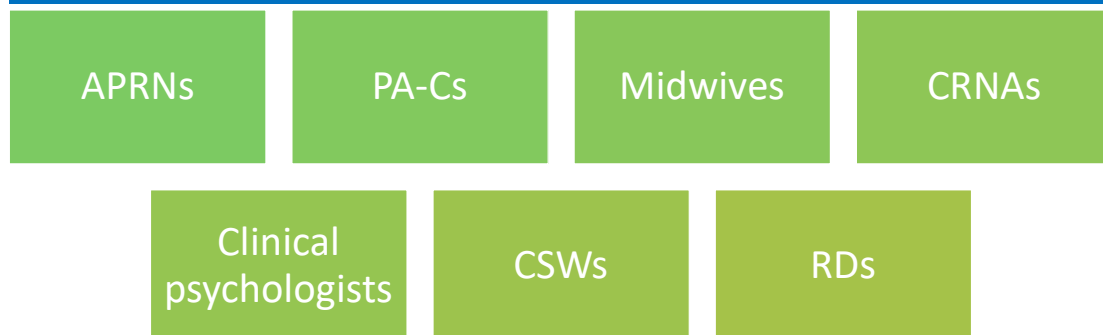 APRNs
PA-Cs
Midwives
CRNAs
Clinical
psychologists
CSWs
RDs